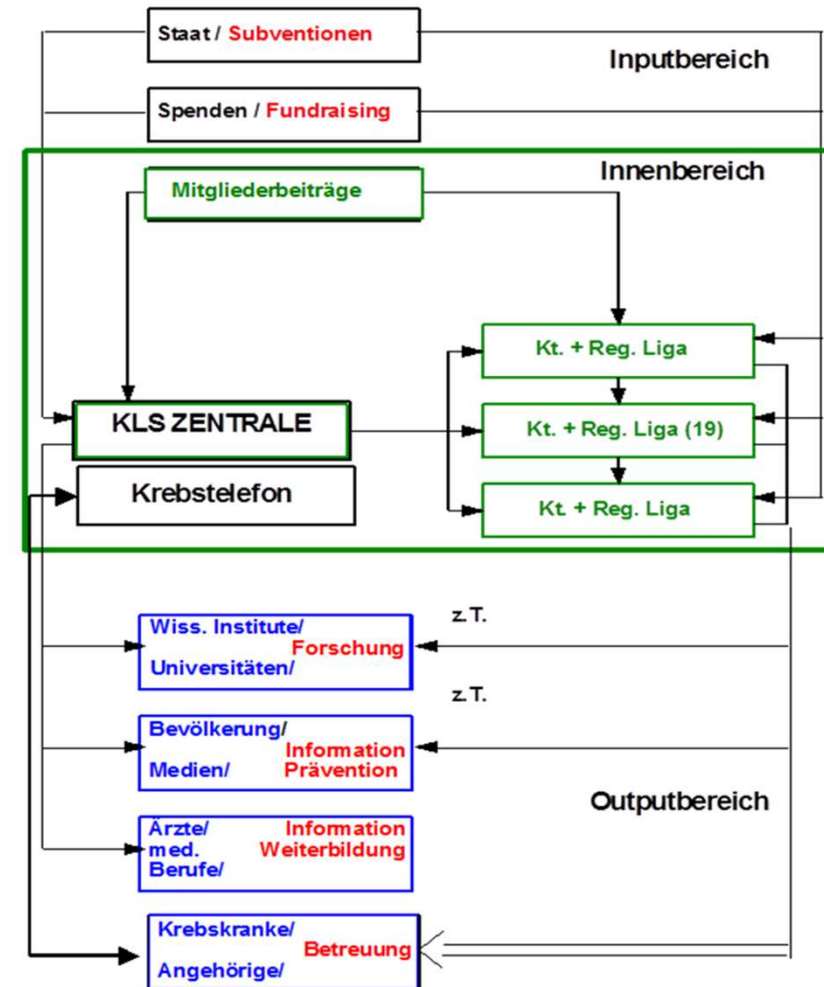 Staat / Subventionen
Inputbereich
Spenden / Fundraising
Innenbereich
Mitgliederbeiträge
Kt. + Reg. Liga
KLS ZENTRALE
Kt. + Reg. Liga (19)
Krebstelefon
Kt. + Reg. Liga
z.T.
Wiss. Institute/
Forschung
Universitäten/
z.T.
Bevölkerung/
Information
Medien/ Prävention
Outputbereich
Ärzte/ Information
med. Weiterbildung
Berufe/
Krebskranke/
Betreuung
Angehörige/